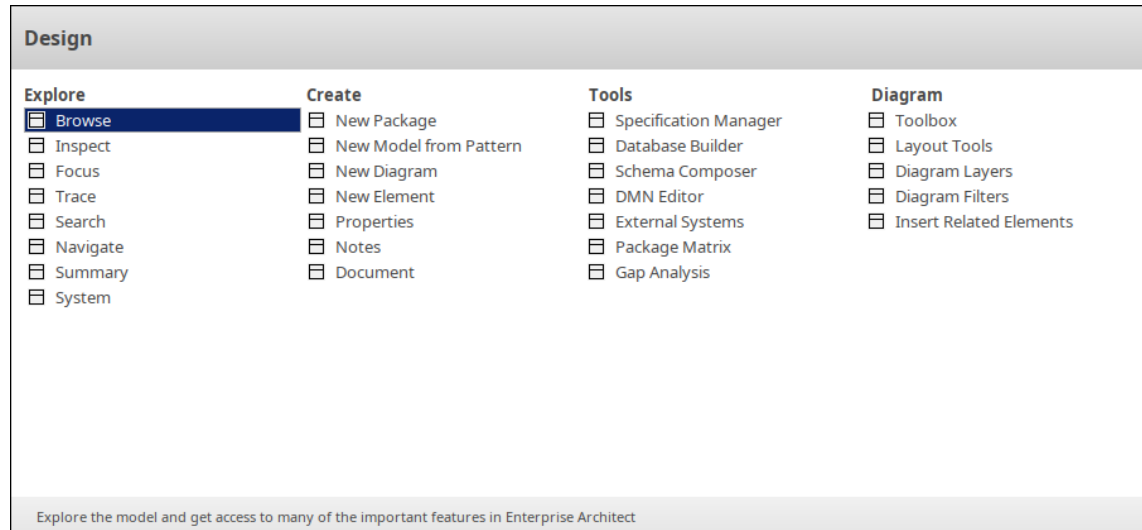 Design
Explore
Browse
Inspect
Focus
Trace
Search
Navigate
Summary
System
Create
New Package
New Model from Pattern
New Diagram
New Element
Properties
Notes
Document
Tools
Specification Manager
Database Builder
Schema Composer
DMN Editor
External Systems
Package Matrix
Gap Analysis
Diagram
Toolbox
Layout Tools
Diagram Layers
Diagram Filters
Insert Related Elements
Explore the model and get access to many of the important features in Enterprise Architect